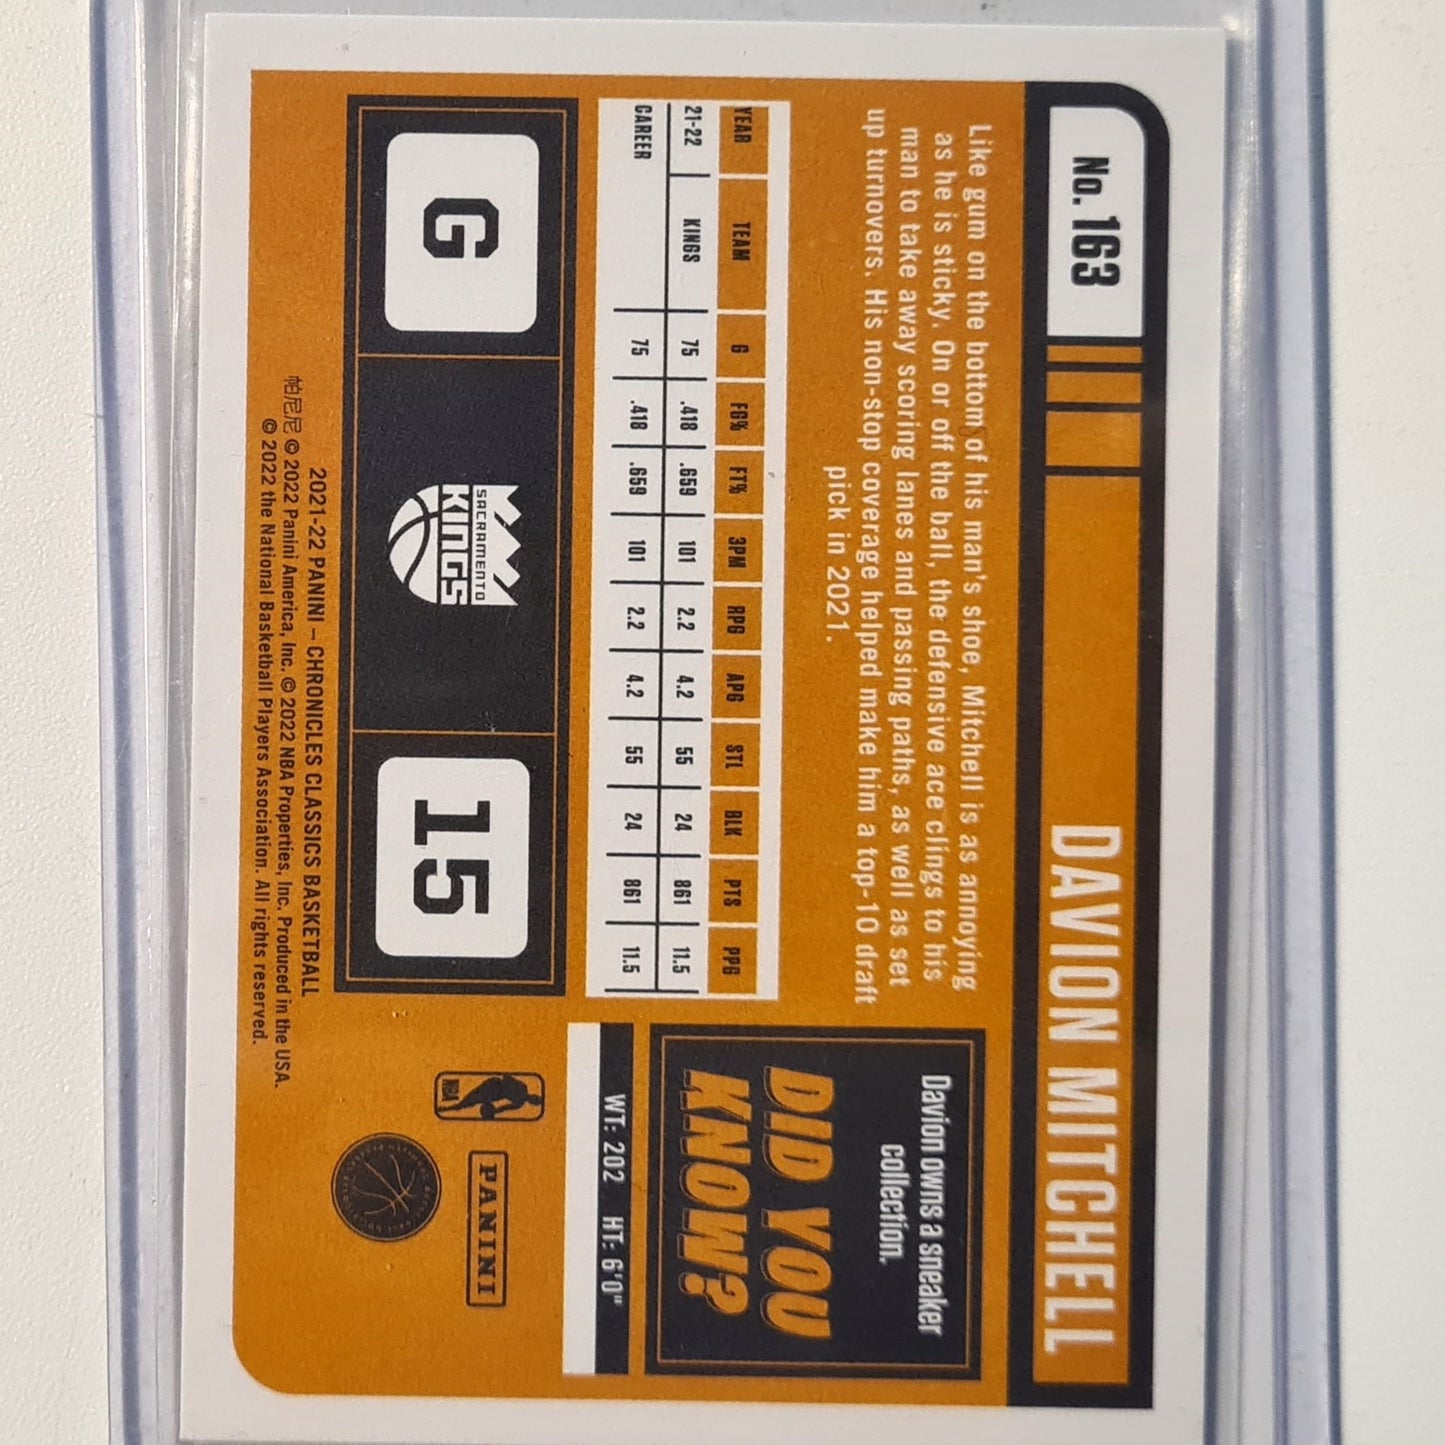 No. 163
DAVION MITCHELL
Like gum on the bottom of his man's shoe, Mitchell is as annoying
as he is sticky. On or off the ball, the defensive ace clings to his
man to take away scoring lanes and passing paths, as well as set
up turnovers. His non-stop coverage helped make him a top-10 draft
pick in 2021.
YEAR TEAM G FG% FT% 3PM RPG APG STL BLK PTS PPG
21-22 KINGS 75 .418 .659 101 2.2 4.2 55 24 861 11.5
CAREER 75 .418 .659 101 2.2 4.2 55 24 861 11.5
Davion owns a sneaker
collection.
DID YOU
KNOW?
WT: 202 HT: 6'0"
G
SACRAMENTO
KINGS
15
NBA
PANINI
2021-22 PANINI – CHRONICLES CLASSICS BASKETBALL
帕尼尼 © 2022 Panini America, Inc. © 2022 NBA Properties, Inc. Produced in the USA.
© 2022 the National Basketball Players Association. All rights reserved.